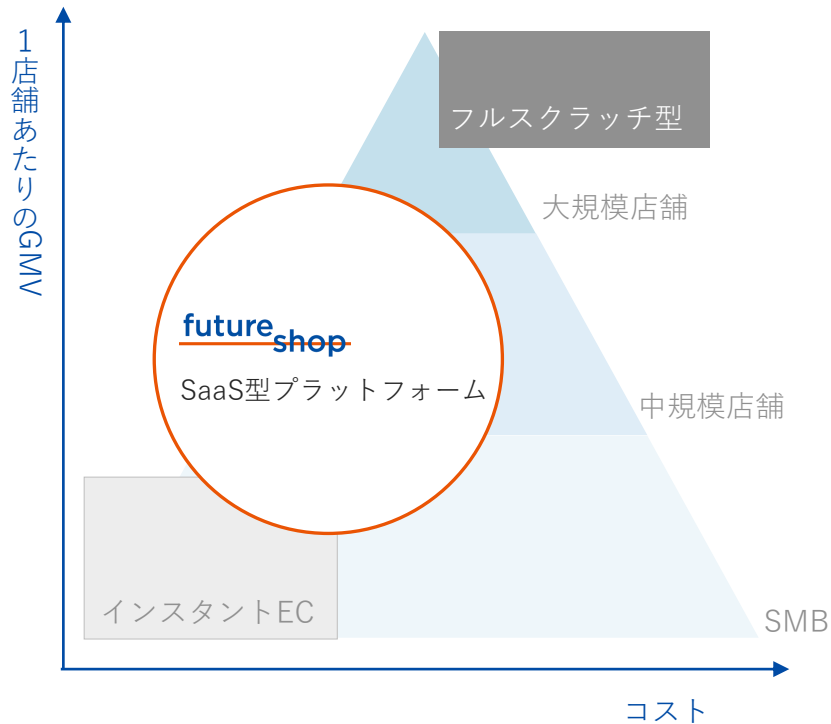 1店舗あたりのGMV
フルスクラッチ型
大規模店舗
future
shop
SaaS型プラットフォーム
中規模店舗
インスタントEC
SMB
コスト